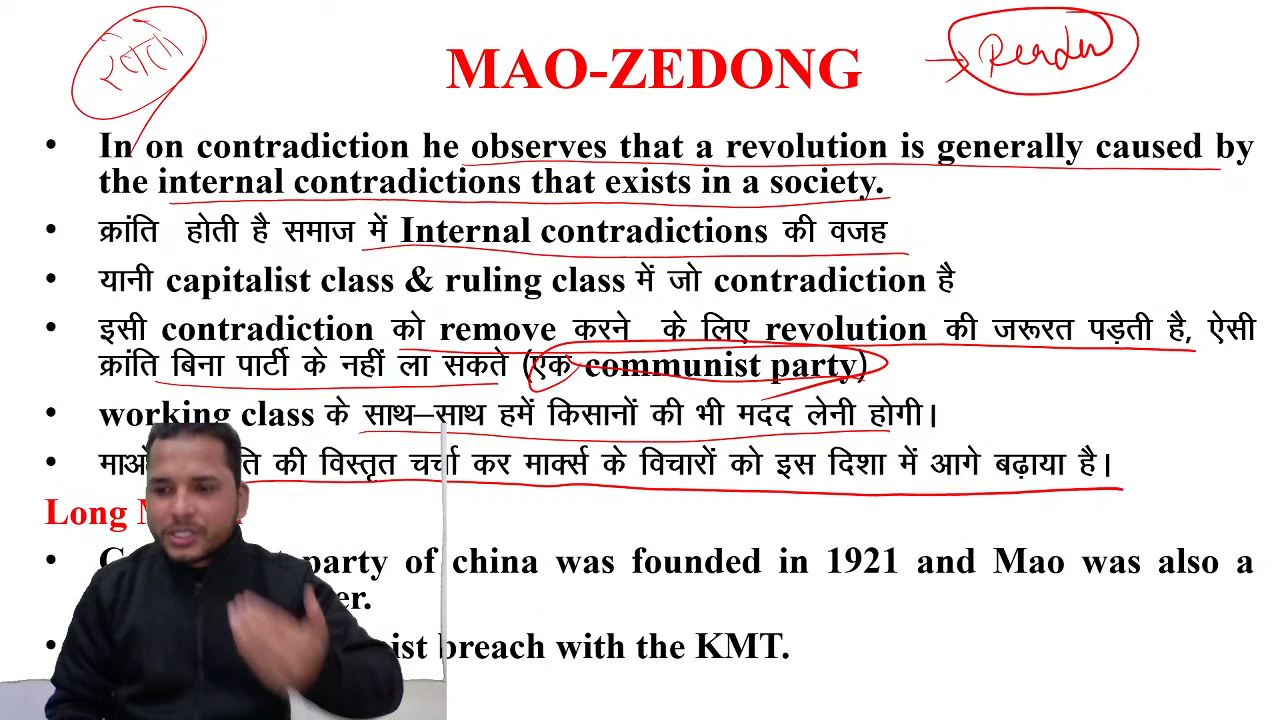 MAO-ZEDONG
• In on contradiction he observes that a revolution is generally caused by
the internal contradictions that exists in a society.
• क्रांति होती है समाज में Internal contradictions की वजह
• यानी capitalist class & ruling class में जो contradiction है
• इसी contradiction को remove करने के लिए revolution की जरूरत पड़ती है, ऐसी
क्रांति बिना पार्टी के नहीं ला सकते (एक communist party)
• working class के साथ–साथ हमें किसानों की भी मदद लेनी होगी।
• की विस्तृत चर्चा कर मार्क्स के विचारों को इस दिशा में आगे बढ़ाया है।
Long
• party of china was founded in 1921 and Mao was also a
• breach with the KMT.